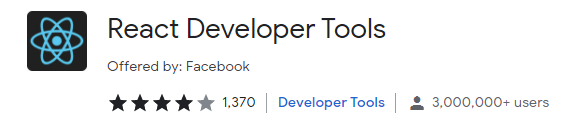 React Developer Tools
Offered by: Facebook
1,370 Developer Tools 3,000,000+ users